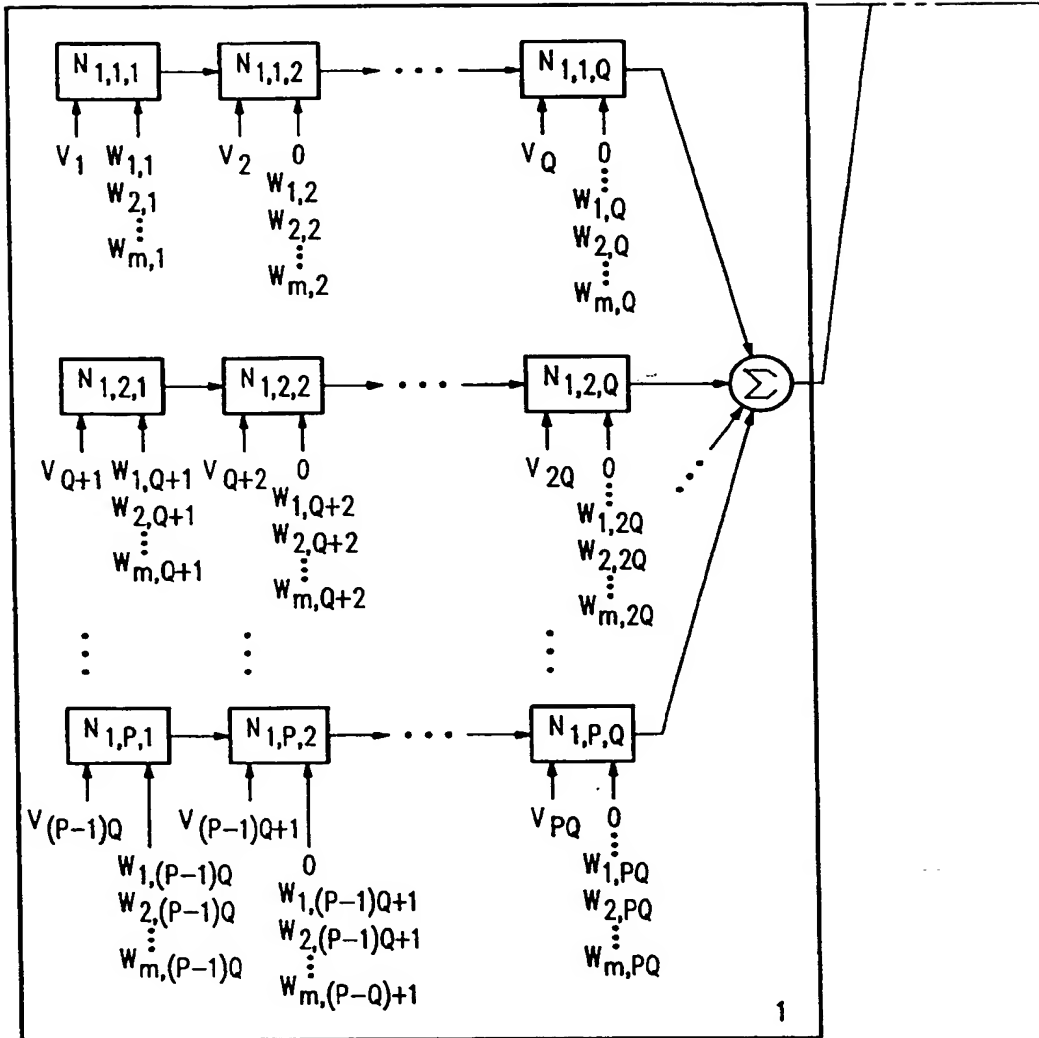 N1,1,1 N1,1,2 ... N1,1,Q
V1 W1,1 V2 0 VQ 0
W2,1 W1,2 W1,Q
Wm,1 W2,2 W2,Q
Wm,2 Wm,Q
N1,2,1 N1,2,2 ... N1,2,Q Σ
VQ+1 W1,Q+1 VQ+2 0 V2Q 0
W2,Q+1 W1,Q+2 W1,2Q
Wm,Q+1 W2,Q+2 W2,2Q
Wm,Q+2 Wm,2Q
N1,P,1 N1,P,2 ... N1,P,Q
V(P-1)Q V(P-1)Q+1 VPQ 0
W1,(P-1)Q 0 W1,PQ
W2,(P-1)Q W1,(P-1)Q+1 W2,PQ
Wm,(P-1)Q W2,(P-1)Q+1 Wm,PQ
Wm,(P-Q)+1
1